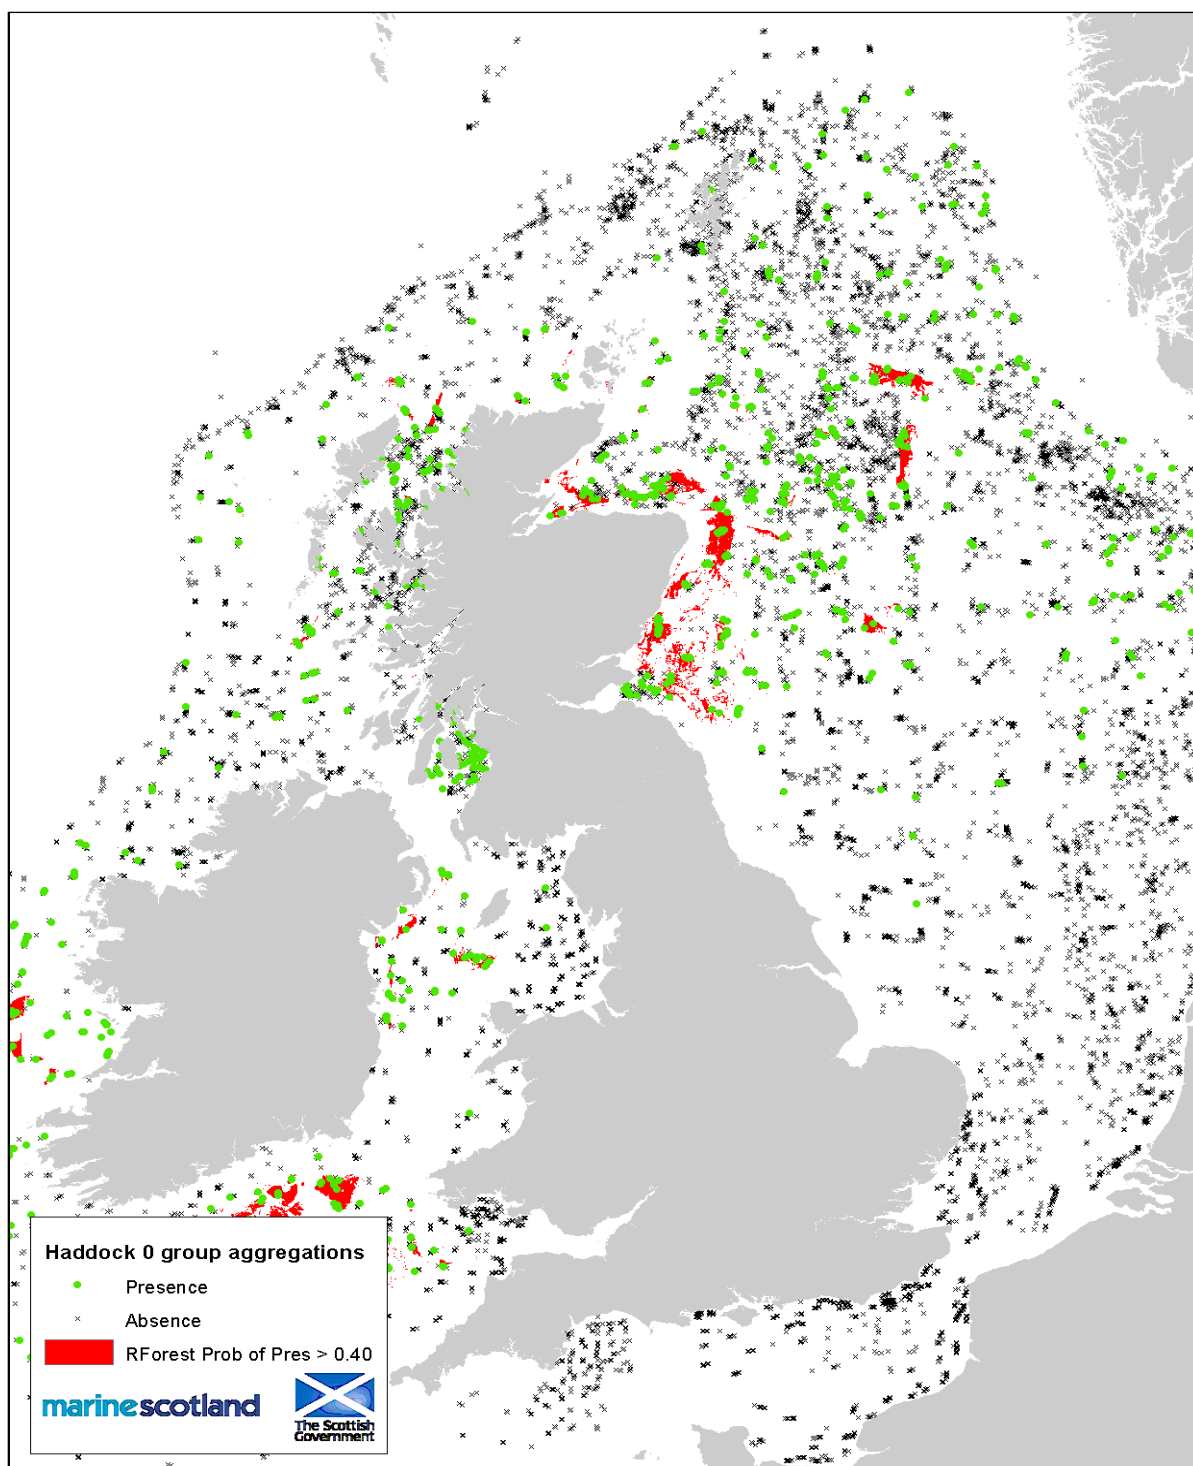 Haddock 0 group aggregations
Presence
Absence
RForest Prob of Pres > 0.40
marinescotland
The Scottish
Government